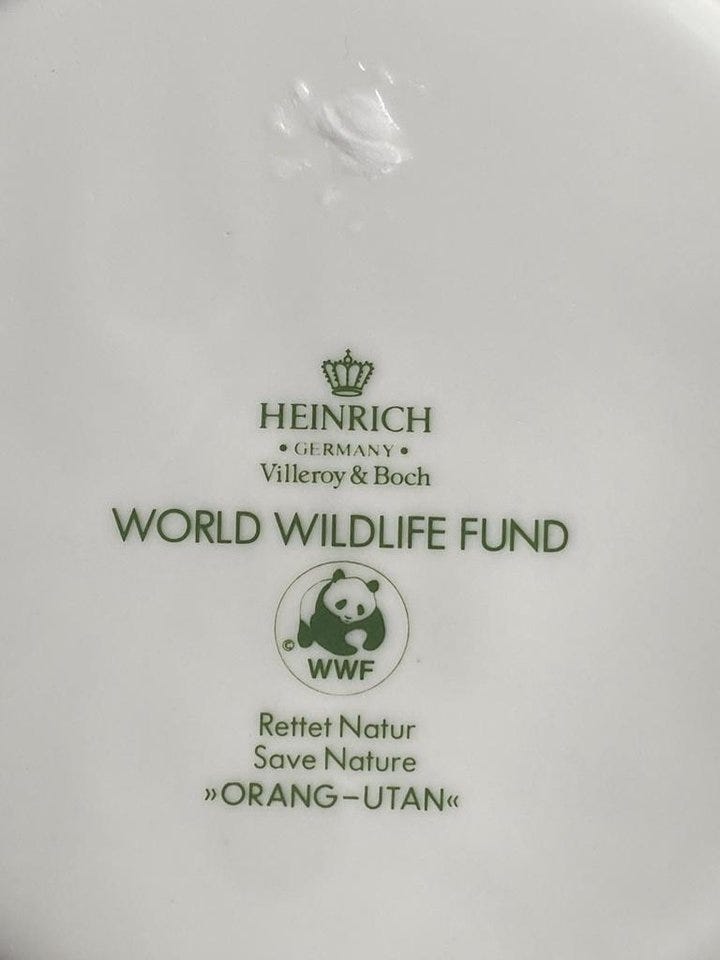 HEINRICH
• GERMANY •
Villeroy & Boch
WORLD WILDLIFE FUND
©
WWF
Rettet Natur
Save Nature
»ORANG-UTAN«